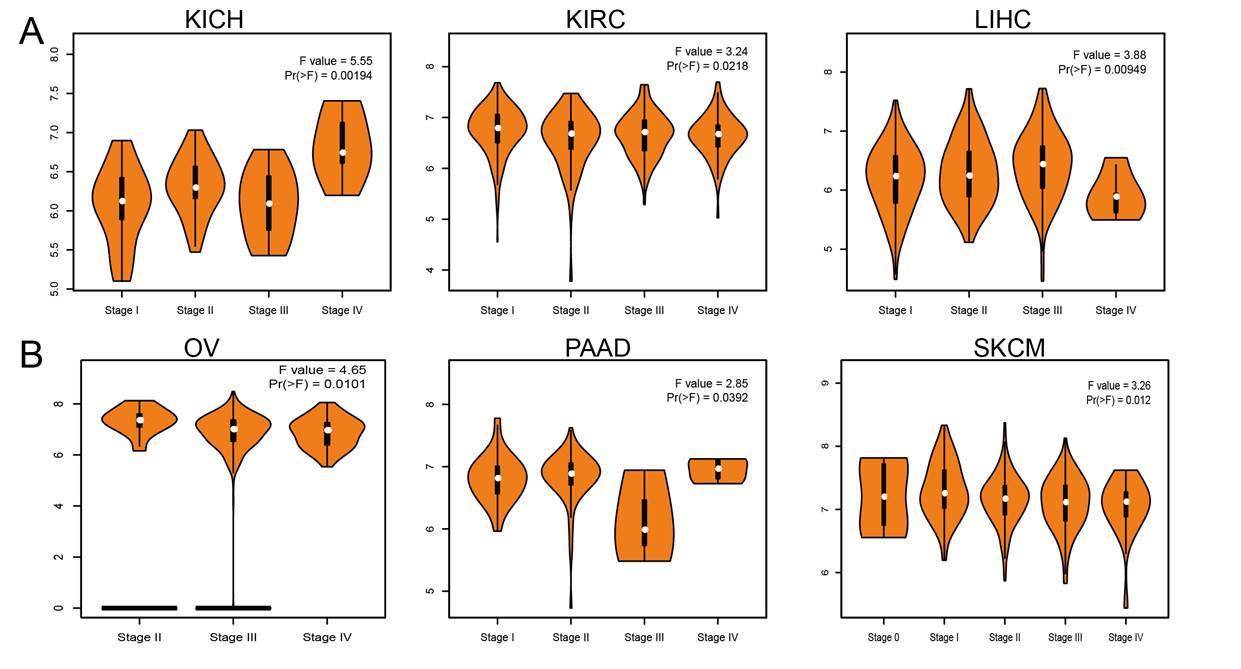 A
KICH
F value = 5.55
Pr(>F) = 0.00194
8.0
7.5
7.0
6.5
6.0
5.5
5.0
Stage I Stage II Stage III Stage IV
KIRC
F value = 3.24
Pr(>F) = 0.0218
8
7
6
5
4
Stage I Stage II Stage III Stage IV
LIHC
F value = 3.88
Pr(>F) = 0.00949
8
7
6
5
Stage I Stage II Stage III Stage IV
B
OV
F value = 4.65
Pr(>F) = 0.0101
8
6
4
2
0
Stage II Stage III Stage IV
PAAD
F value = 2.85
Pr(>F) = 0.0392
8
7
6
5
Stage I Stage II Stage III Stage IV
SKCM
F value = 3.26
Pr(>F) = 0.012
9
8
7
6
Stage 0 Stage I Stage II Stage III Stage IV